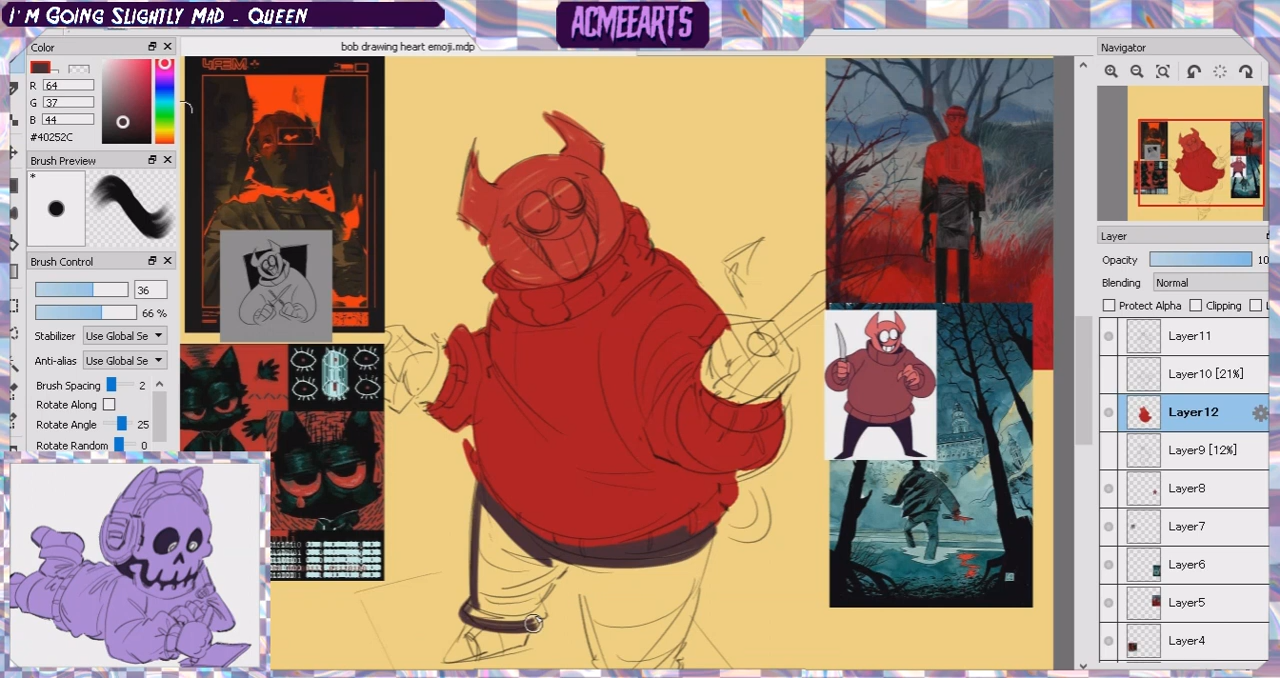 I'm Going Slightly Mad - Queen
ACMEEARTS
bob drawing heart emoji.mdp
Color
R 64
G 37
B 44
#40252C
Brush Preview
*
Brush Control
36
66 %
Stabilizer Use Global Se
Anti-alias Use Global Se
Brush Spacing 2
Rotate Along
Rotate Angle 25
Rotate Random 0
Navigator
Layer
Opacity 10
Blending Normal
Protect Alpha Clipping
Layer11
Layer10 [21%]
Layer12
Layer9 [12%]
Layer8
Layer7
Layer6
Layer5
Layer4